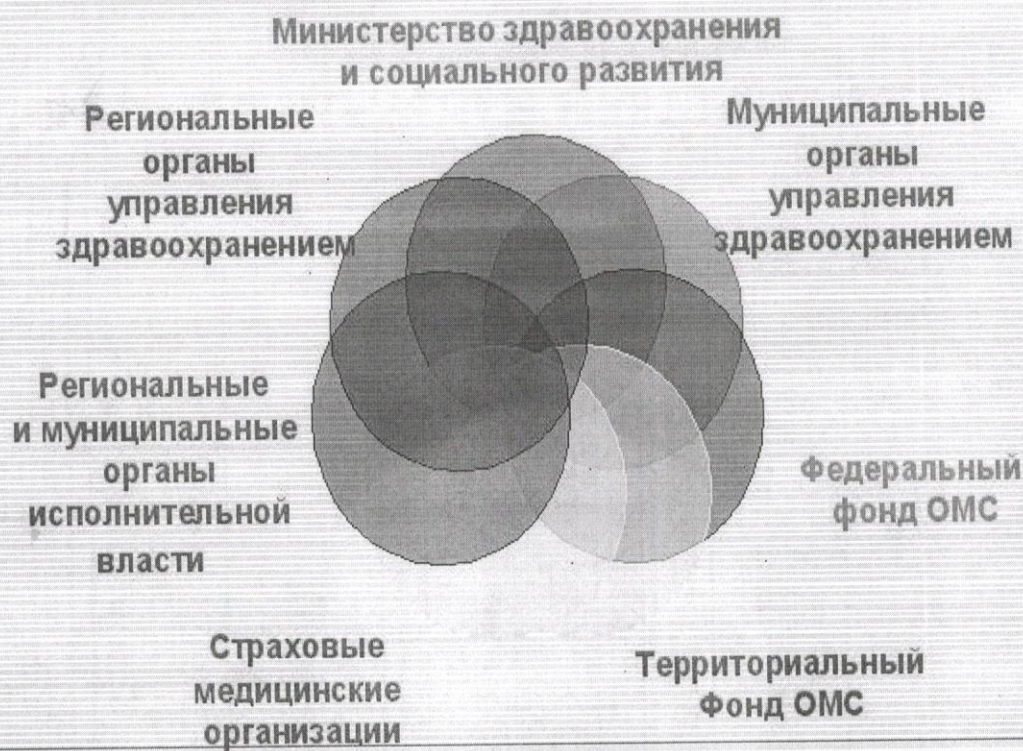 Министерство здравоохранения
и социального развития
Региональные
органы
управления
здравоохранением
Муниципальные
органы
управления
здравоохранением
Региональные
и муниципальные
органы
исполнительной
власти
Федеральный
фонд ОМС
Страховые
медицинские
организации
Территориальный
Фонд ОМС